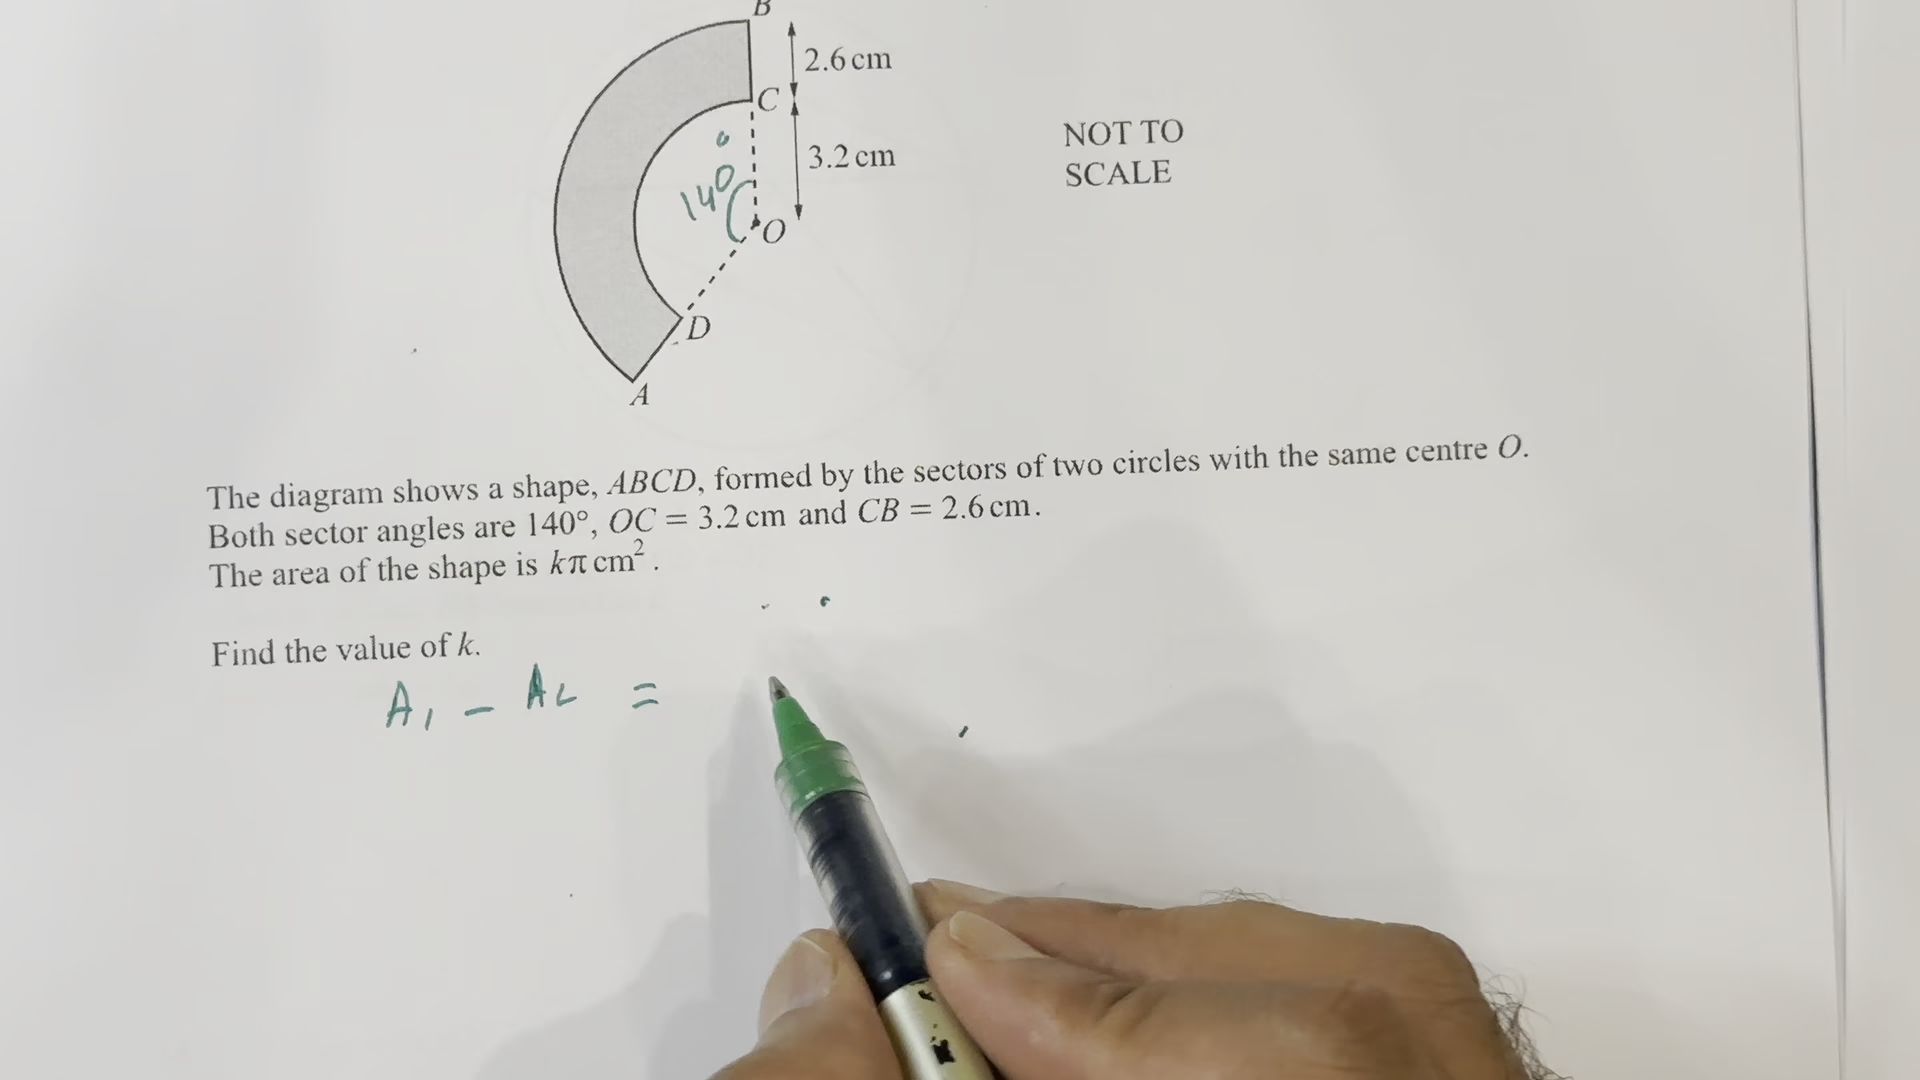 B
2.6 cm
C
3.2 cm
NOT TO
SCALE
140°
O
D
A
The diagram shows a shape, ABCD, formed by the sectors of two circles with the same centre O.
Both sector angles are 140°, OC = 3.2 cm and CB = 2.6 cm.
The area of the shape is kπ cm².
Find the value of k.
A₁ - A₂ =